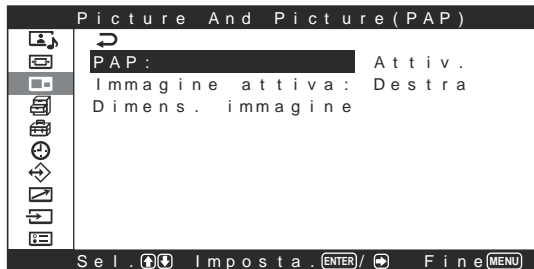 Picture And Picture(PAP)
PAP: Attiv.
Immagine attiva: Destra
Dimens. immagine
Sel. Imposta. ENTER / Fine MENU